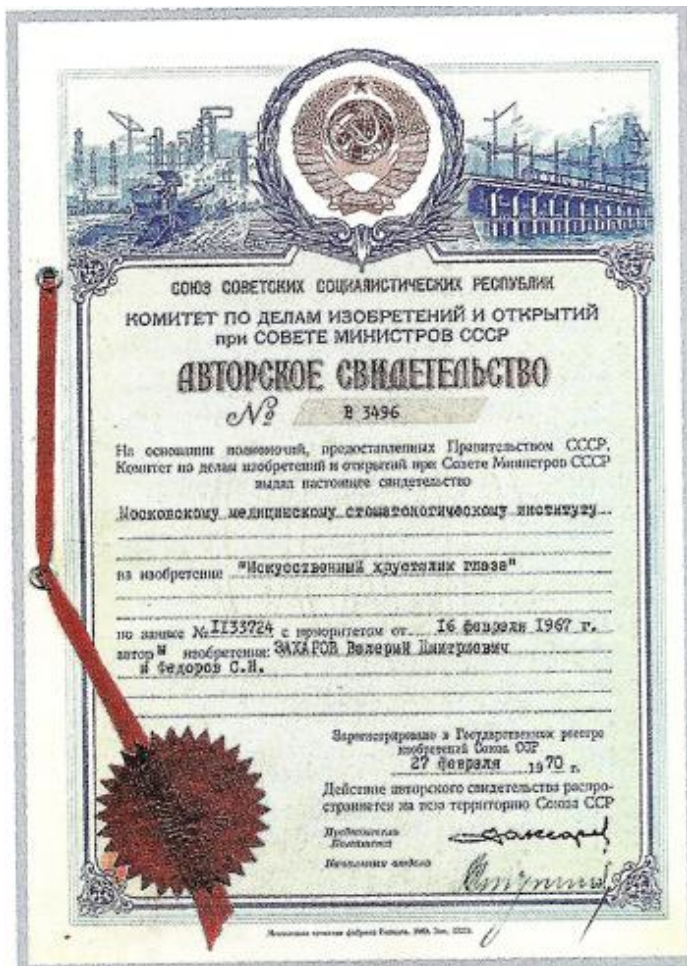 СОЮЗ СОВЕТСКИХ СОЦИАЛИСТИЧЕСКИХ РЕСПУБЛИК
КОМИТЕТ ПО ДЕЛАМ ИЗОБРЕТЕНИЙ И ОТКРЫТИЙ
при СОВЕТЕ МИНИСТРОВ СССР
АВТОРСКОЕ СВИДЕТЕЛЬСТВО
№ В 3496
На основании полномочий, предоставленных Правительством СССР,
Комитет по делам изобретений и открытий при Совете Министров СССР
выдал настоящее свидетельство
Московскому медицинскому стоматологическому институту
на изобретение "Искусственный хрусталик глаза"
по заявке № II33724 с приоритетом от 16 февраля 1967 г.
автор ы изобретения: ЗАХАРОВ Валерий Дмитриевич
и Федоров С.Н.
Зарегистрировано в Государственном реестре
изобретений Союза ССР
27 февраля 1970 г.
Действие авторского свидетельства распро-
страняется на всю территорию Союза ССР
Председатель
Комитета
Начальник отдела